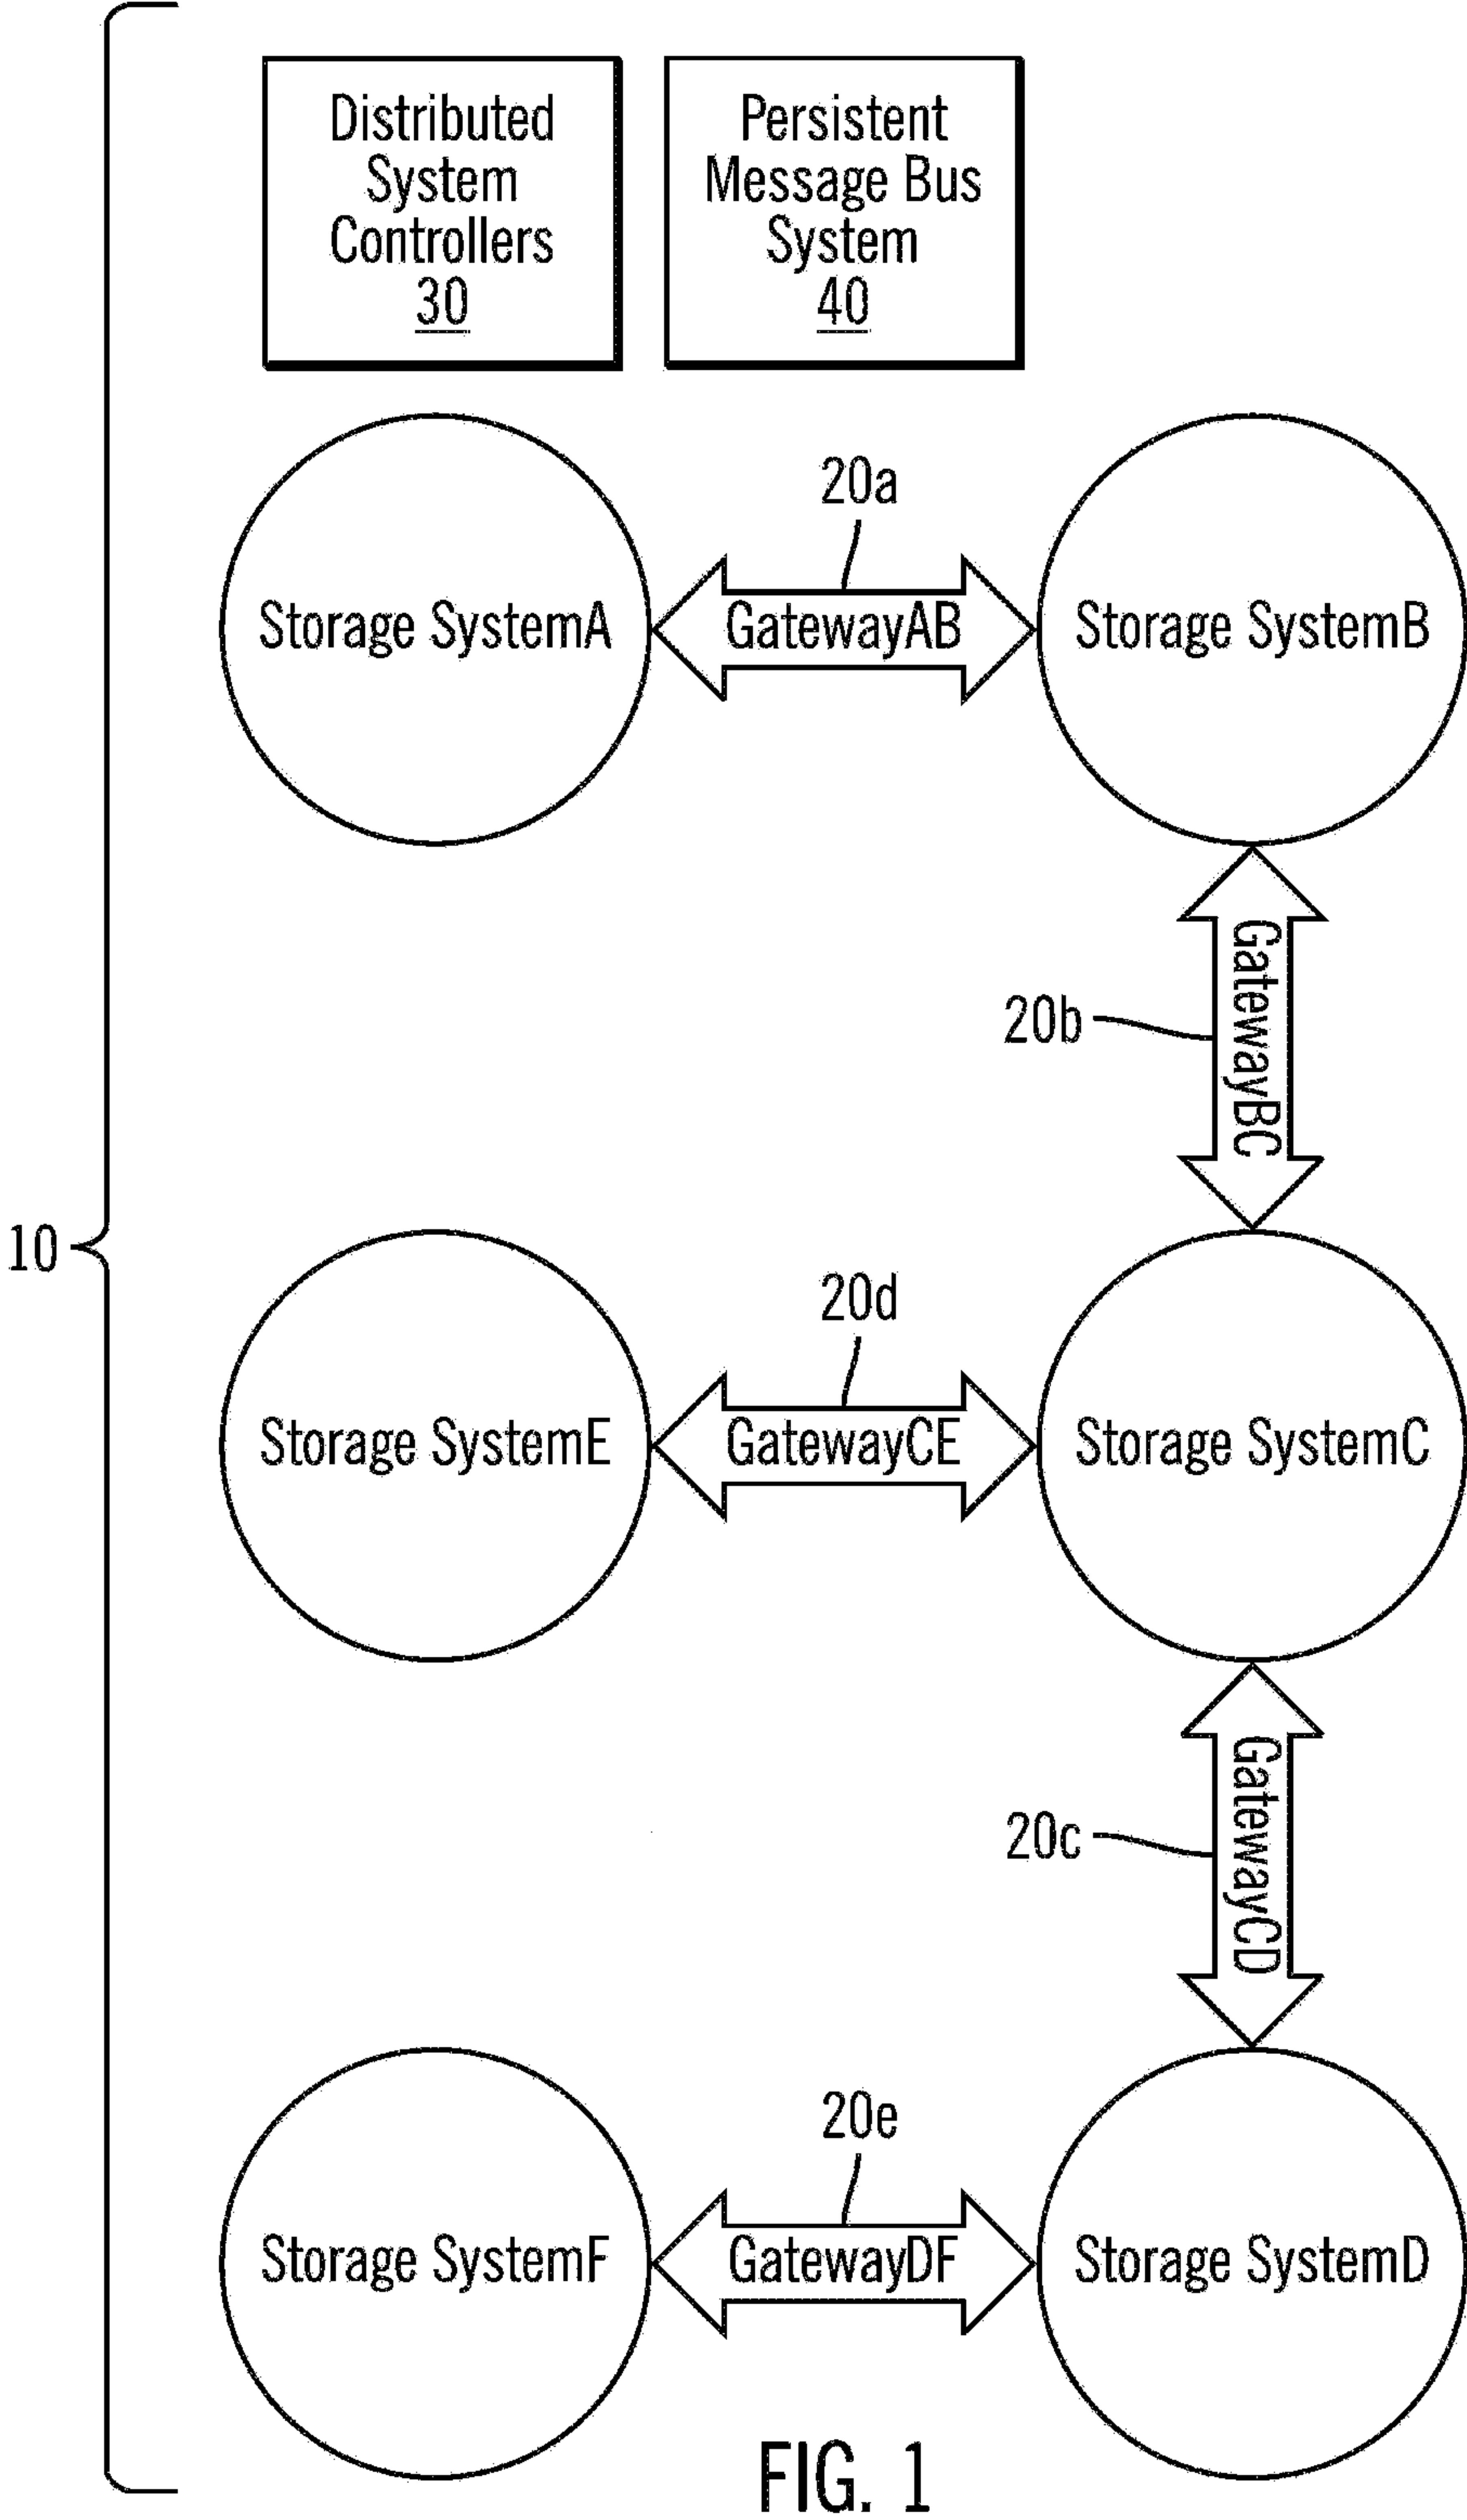 Distributed
System
Controllers
30
Persistent
Message Bus
System
40
20a
Storage SystemA
GatewayAB
Storage SystemB
20b
GatewayBC
10
20d
Storage SystemE
GatewayCE
Storage SystemC
20c
GatewayCD
20e
Storage SystemF
GatewayDF
Storage SystemD
FIG. 1